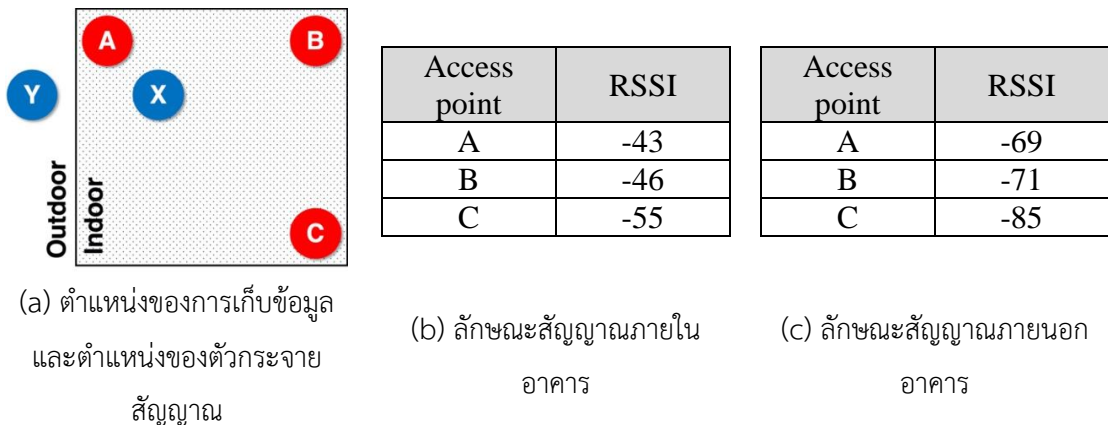 A
B
Y
X
C
Outdoor
Indoor
(a) ตำแหน่งของการเก็บข้อมูล
และตำแหน่งของตัวกระจาย
สัญญาณ
Access point RSSI
A -43
B -46
C -55
(b) ลักษณะสัญญาณภายใน
อาคาร
Access point RSSI
A -69
B -71
C -85
(c) ลักษณะสัญญาณภายนอก
อาคาร